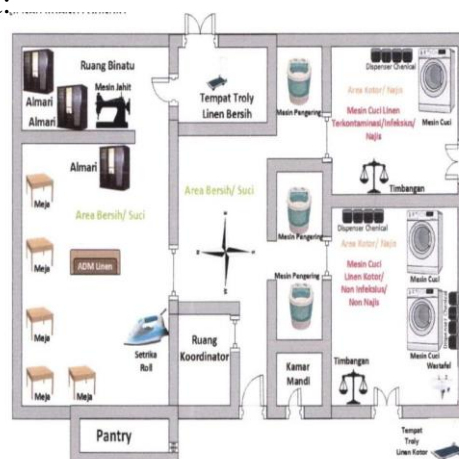 Ruang Binatu
Mesin Jahit
Almari
Almari
Tempat Troly
Linen Bersih
Mesin Pengering
Dispenser Chemical
Area Kotor/ Najis
Mesin Cuci Linen
Terkontaminasi/Infeksius/
Najis
Mesin Cuci
Timbangan
Almari
Meja
Area Bersih/ Suci
Area Bersih/ Suci
Meja
ADM Linen
Mesin Pengering
Dispenser Chemical
Area Kotor/ Najis
Mesin Cuci
Linen Kotor/
Non Infeksius/
Non Najis
Mesin Cuci
Mesin Pengering
Meja
Setrika
Roll
Ruang
Koordinator
Kamar
Mandi
Timbangan
Mesin Cuci
Wastafel
Dispenser Chemical
Meja
Meja
Pantry
Tempat
Troly
Linen Kotor